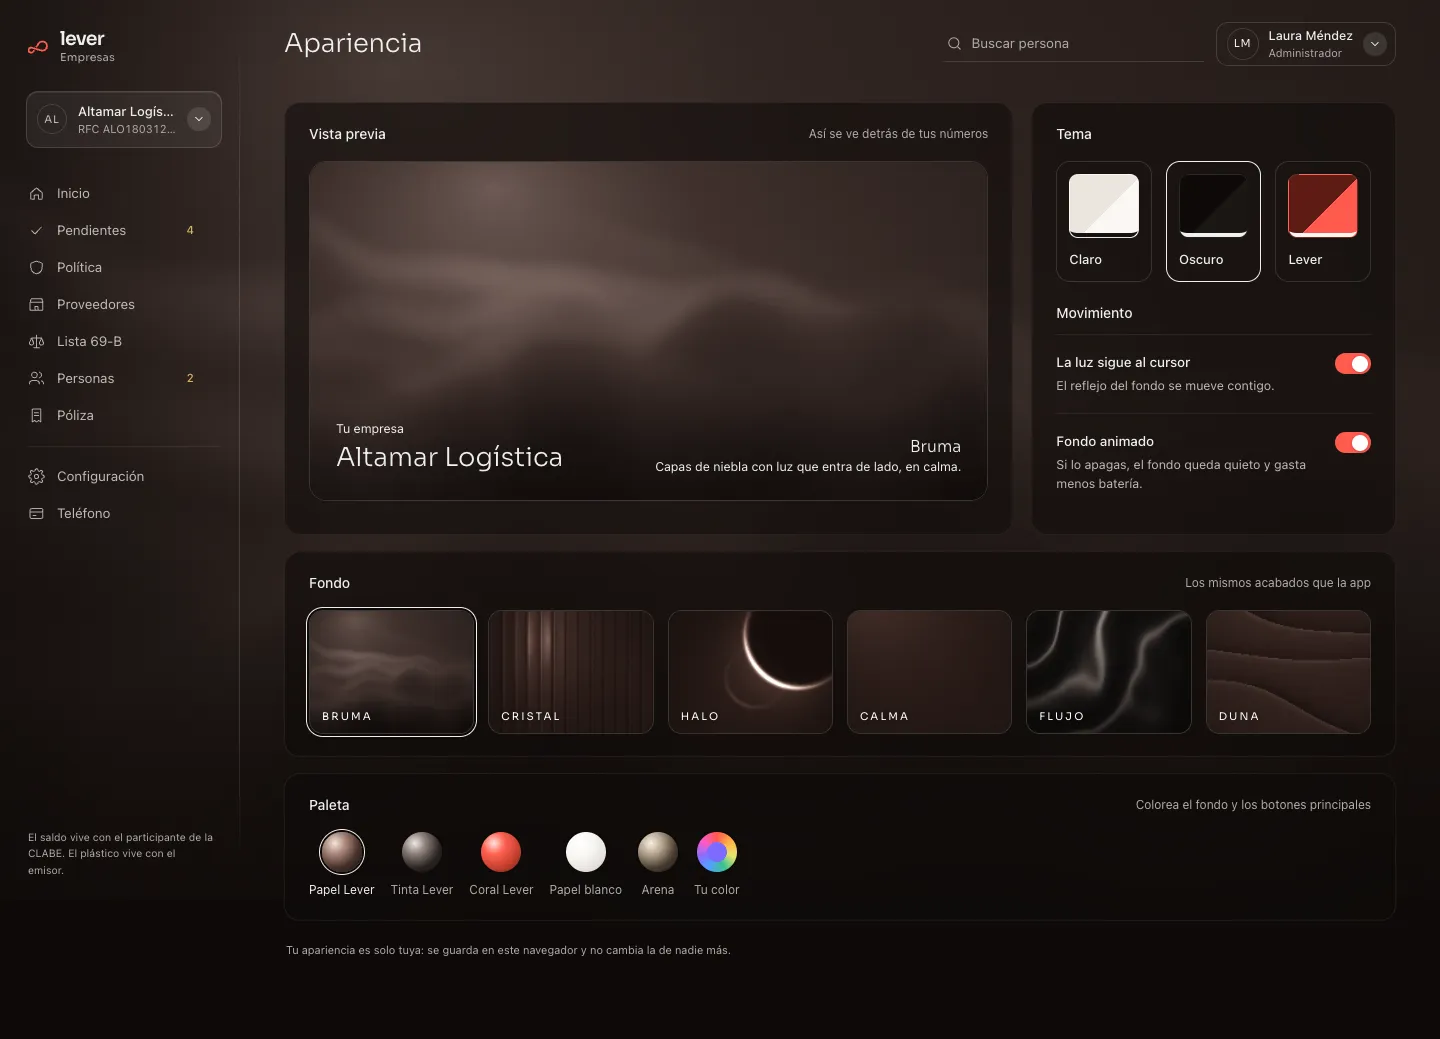 lever
Empresas
AL
Altamar Logís...
RFC ALO180312...
Inicio
Pendientes 4
Política
Proveedores
Lista 69-B
Personas 2
Póliza
Configuración
Teléfono
El saldo vive con el participante de la
CLABE. El plástico vive con el
emisor.
Apariencia
Buscar persona
LM
Laura Méndez
Administrador
Vista previa
Así se ve detrás de tus números
Tu empresa
Altamar Logística
Bruma
Capas de niebla con luz que entra de lado, en calma.
Tema
Claro
Oscuro
Lever
Movimiento
La luz sigue al cursor
El reflejo del fondo se mueve contigo.
Fondo animado
Si lo apagas, el fondo queda quieto y gasta
menos batería.
Fondo
Los mismos acabados que la app
BRUMA
CRISTAL
HALO
CALMA
FLUJO
DUNA
Paleta
Colorea el fondo y los botones principales
Papel Lever
Tinta Lever
Coral Lever
Papel blanco
Arena
Tu color
Tu apariencia es solo tuya: se guarda en este navegador y no cambia la de nadie más.